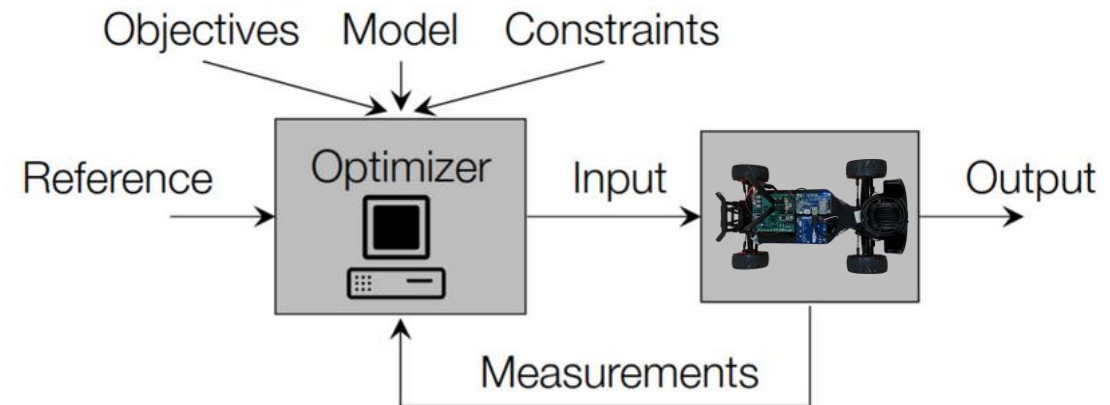 Objectives Model Constraints
Reference
Optimizer
Input
Output
Measurements